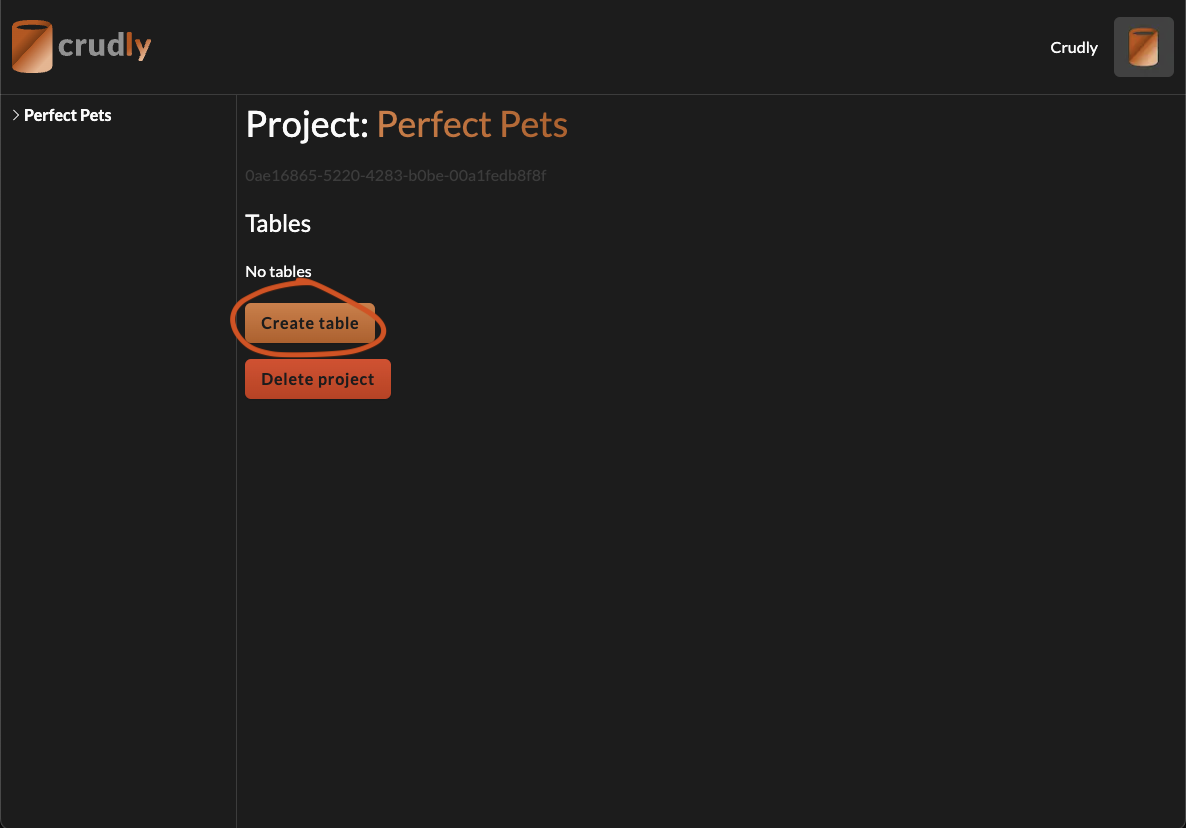 crudly
Crudly
Perfect Pets
Project: Perfect Pets
0ae16865-5220-4283-b0be-00a1fedb8f8f
Tables
No tables
Create table
Delete project